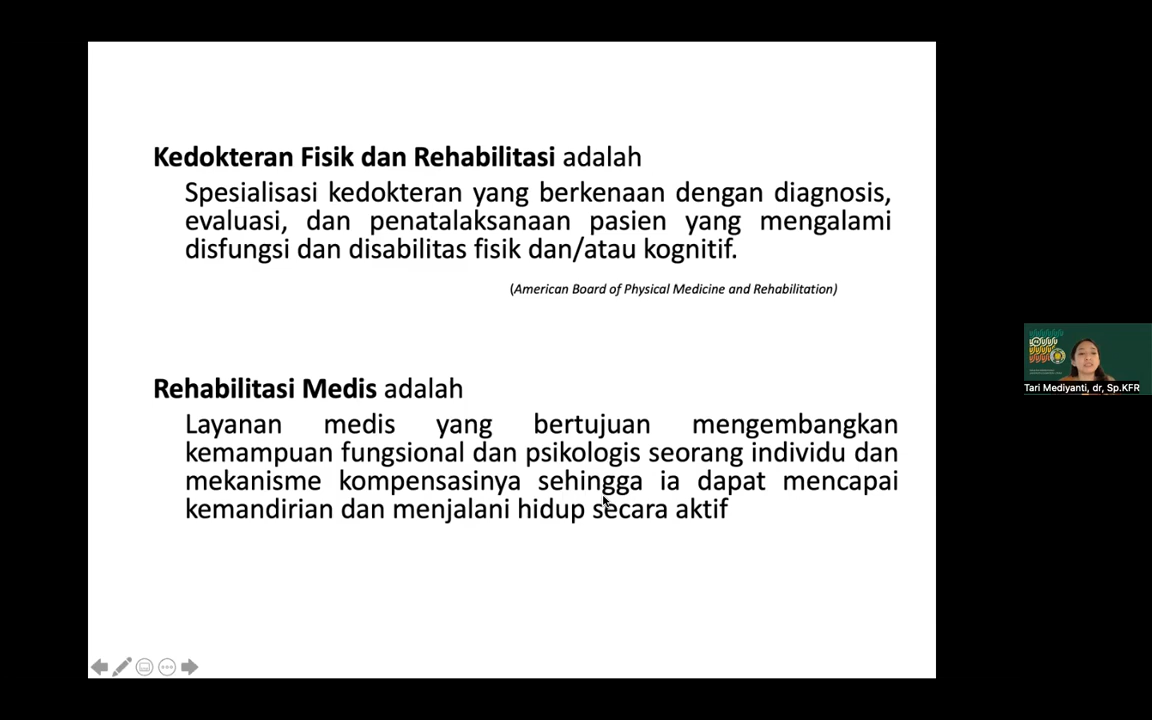 Kedokteran Fisik dan Rehabilitasi adalah
Spesialisasi kedokteran yang berkenaan dengan diagnosis,
evaluasi, dan penatalaksanaan pasien yang mengalami
disfungsi dan disabilitas fisik dan/atau kognitif.
(American Board of Physical Medicine and Rehabilitation)
Rehabilitasi Medis adalah
Layanan medis yang bertujuan mengembangkan
kemampuan fungsional dan psikologis seorang individu dan
mekanisme kompensasinya sehingga ia dapat mencapai
kemandirian dan menjalani hidup secara aktif
Tari Mediyanti, dr, Sp.KFR